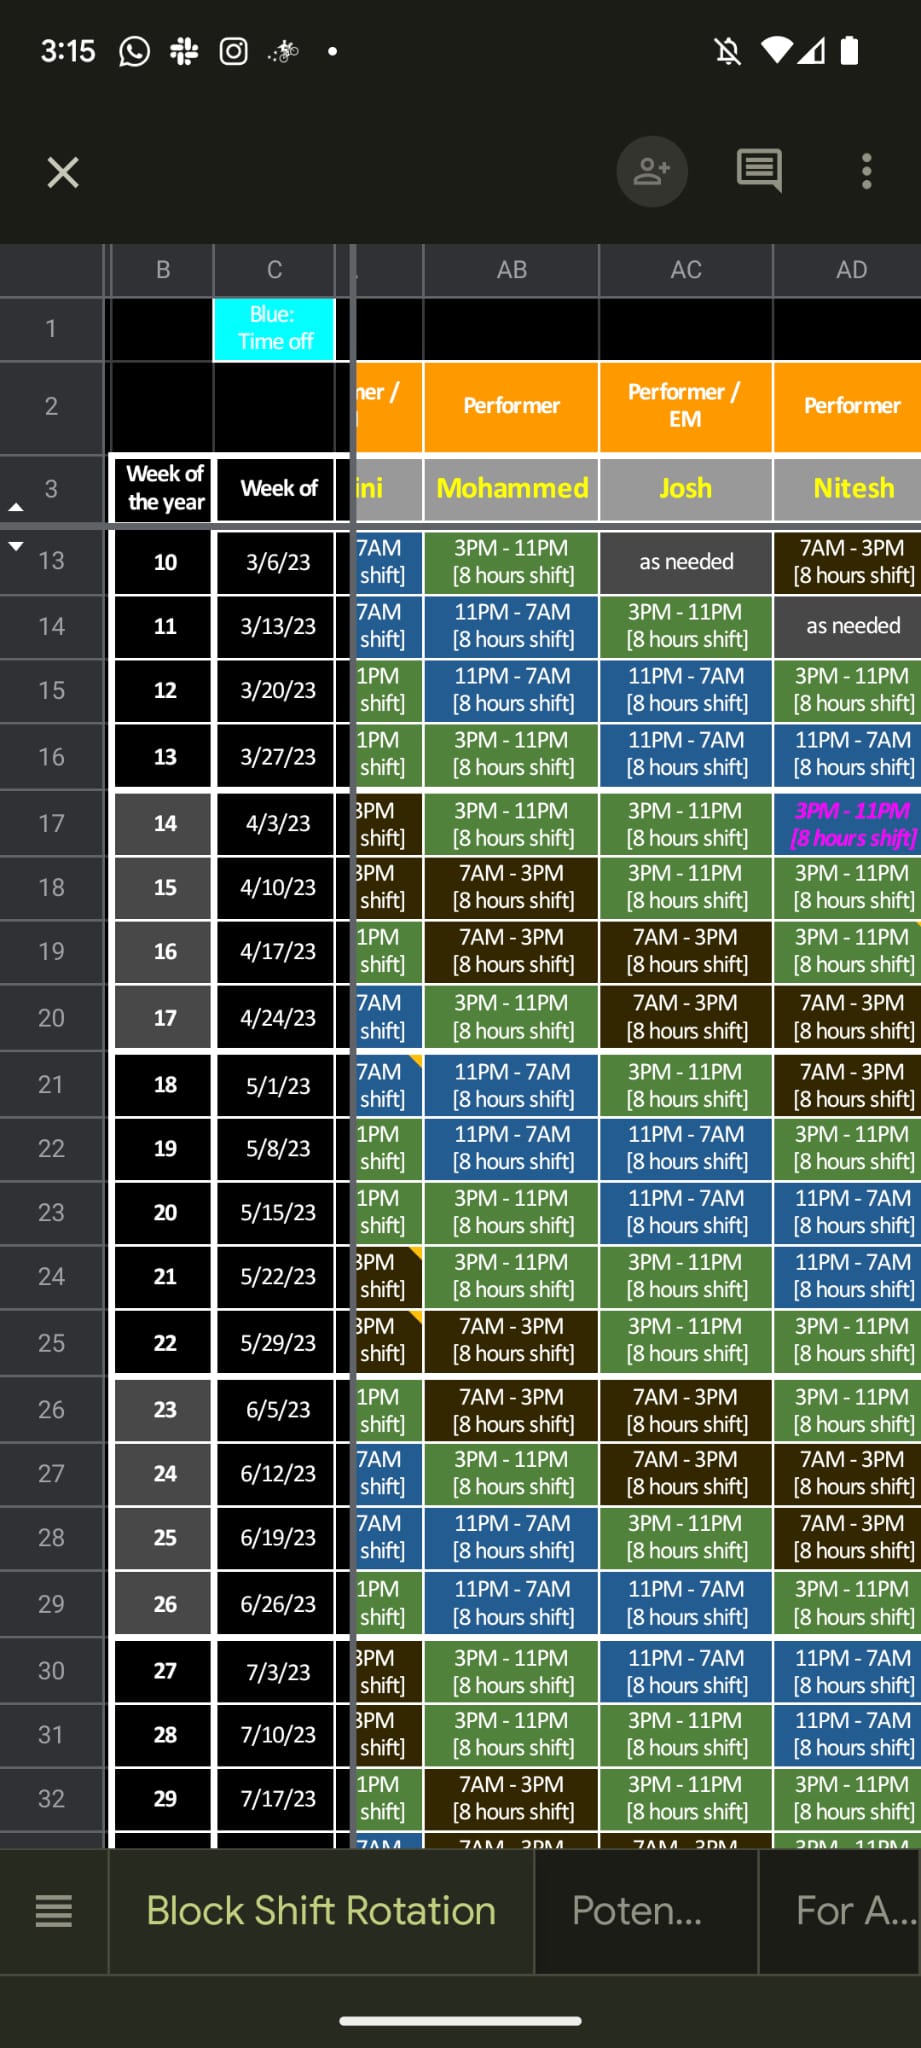 3:15
B C AB AC AD
1 Blue:
Time off
2 ner / Performer Performer / Performer
EM
3 Week of Week of ini Mohammed Josh Nitesh
the year
13 10 3/6/23 7AM 3PM - 11PM as needed 7AM - 3PM
shift] [8 hours shift] [8 hours shift]
14 11 3/13/23 7AM 11PM - 7AM 3PM - 11PM as needed
shift] [8 hours shift] [8 hours shift]
15 12 3/20/23 1PM 11PM - 7AM 11PM - 7AM 3PM - 11PM
shift] [8 hours shift] [8 hours shift] [8 hours shift]
16 13 3/27/23 1PM 3PM - 11PM 11PM - 7AM 11PM - 7AM
shift] [8 hours shift] [8 hours shift] [8 hours shift]
17 14 4/3/23 3PM 3PM - 11PM 3PM - 11PM 3PM - 11PM
shift] [8 hours shift] [8 hours shift] [8 hours shift]
18 15 4/10/23 3PM 7AM - 3PM 3PM - 11PM 3PM - 11PM
shift] [8 hours shift] [8 hours shift] [8 hours shift]
19 16 4/17/23 1PM 7AM - 3PM 7AM - 3PM 3PM - 11PM
shift] [8 hours shift] [8 hours shift] [8 hours shift]
20 17 4/24/23 7AM 3PM - 11PM 7AM - 3PM 7AM - 3PM
shift] [8 hours shift] [8 hours shift] [8 hours shift]
21 18 5/1/23 7AM 11PM - 7AM 3PM - 11PM 7AM - 3PM
shift] [8 hours shift] [8 hours shift] [8 hours shift]
22 19 5/8/23 1PM 11PM - 7AM 11PM - 7AM 3PM - 11PM
shift] [8 hours shift] [8 hours shift] [8 hours shift]
23 20 5/15/23 1PM 3PM - 11PM 11PM - 7AM 11PM - 7AM
shift] [8 hours shift] [8 hours shift] [8 hours shift]
24 21 5/22/23 3PM 3PM - 11PM 3PM - 11PM 11PM - 7AM
shift] [8 hours shift] [8 hours shift] [8 hours shift]
25 22 5/29/23 3PM 7AM - 3PM 3PM - 11PM 3PM - 11PM
shift] [8 hours shift] [8 hours shift] [8 hours shift]
26 23 6/5/23 1PM 7AM - 3PM 7AM - 3PM 3PM - 11PM
shift] [8 hours shift] [8 hours shift] [8 hours shift]
27 24 6/12/23 7AM 3PM - 11PM 7AM - 3PM 7AM - 3PM
shift] [8 hours shift] [8 hours shift] [8 hours shift]
28 25 6/19/23 7AM 11PM - 7AM 3PM - 11PM 7AM - 3PM
shift] [8 hours shift] [8 hours shift] [8 hours shift]
29 26 6/26/23 1PM 11PM - 7AM 11PM - 7AM 3PM - 11PM
shift] [8 hours shift] [8 hours shift] [8 hours shift]
30 27 7/3/23 3PM 3PM - 11PM 11PM - 7AM 11PM - 7AM
shift] [8 hours shift] [8 hours shift] [8 hours shift]
31 28 7/10/23 3PM 3PM - 11PM 3PM - 11PM 11PM - 7AM
shift] [8 hours shift] [8 hours shift] [8 hours shift]
32 29 7/17/23 1PM 7AM - 3PM 3PM - 11PM 3PM - 11PM
shift] [8 hours shift] [8 hours shift] [8 hours shift]
7AM 7AM - 3PM 7AM - 3PM 3PM - 11PM
Block Shift Rotation Poten... For A...